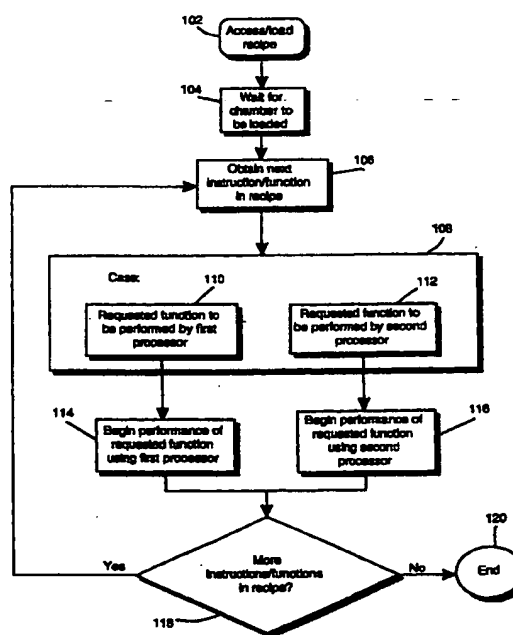 102
Access/load
recipe
104
Wait for
chamber to
be loaded
Obtain next
instruction/function
in recipe
106
108
Case:
110
112
Requested function to
be performed by first
processor
Requested function to
be performed by second
processor
114
Begin performance of
requested function
using first processor
Begin performance of
requested function
using second
processor
116
120
Yes
More
instructions/functions
in recipe?
No
End
118